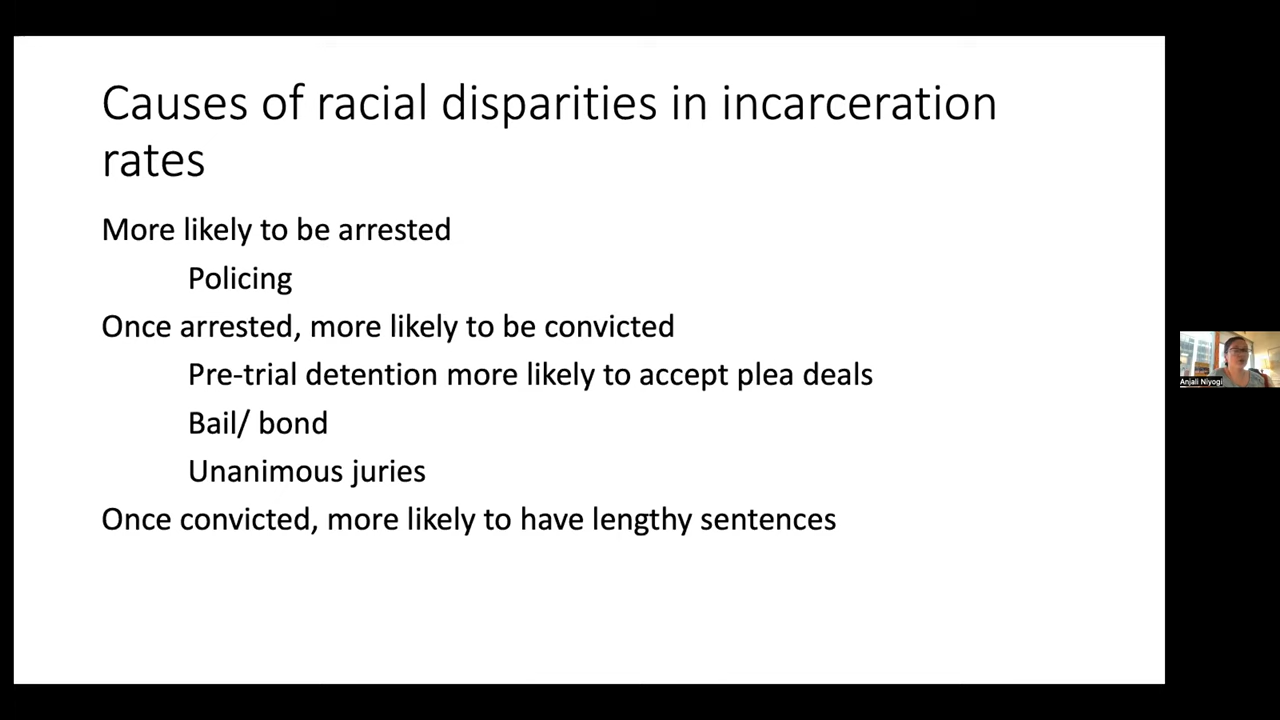 Causes of racial disparities in incarceration
rates
More likely to be arrested
Policing
Once arrested, more likely to be convicted
Pre-trial detention more likely to accept plea deals
Bail/ bond
Unanimous juries
Once convicted, more likely to have lengthy sentences
Anjali Niyogi